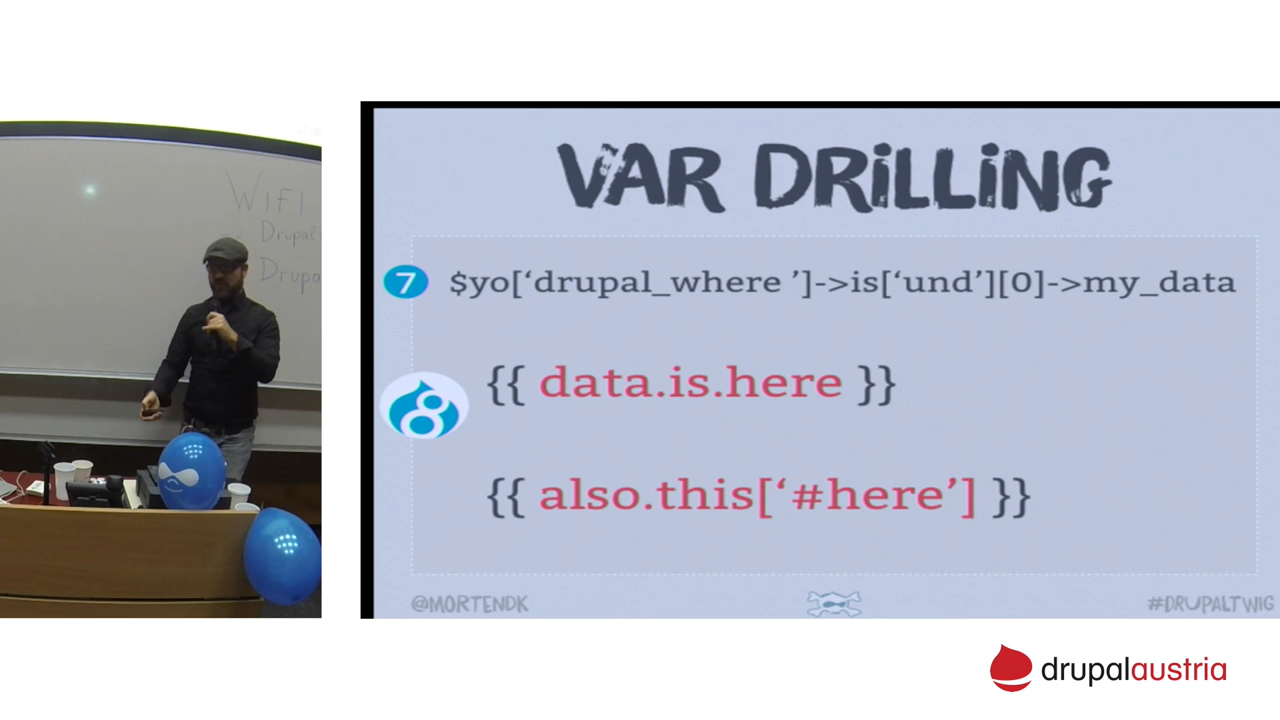 WIFI
Drupal
VAR DRILLING
7 $yo[‘drupal_where ’]->is[‘und’][0]->my_data
8
{{ data.is.here }}
{{ also.this[‘#here’] }}
@MORTENDK
#DRUPALTWIG
drupalaustria